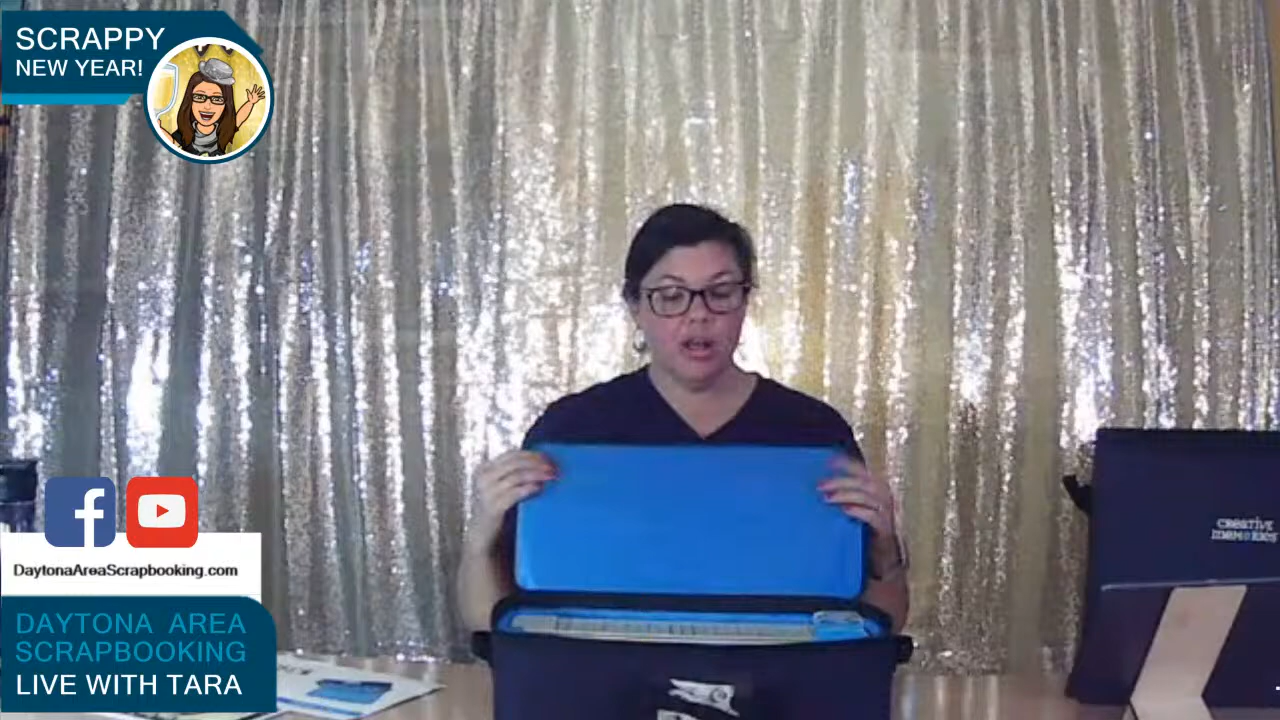 SCRAPPY
NEW YEAR!
creative
memories
DaytonaAreaScrapbooking.com
DAYTONA AREA
SCRAPBOOKING
LIVE WITH TARA